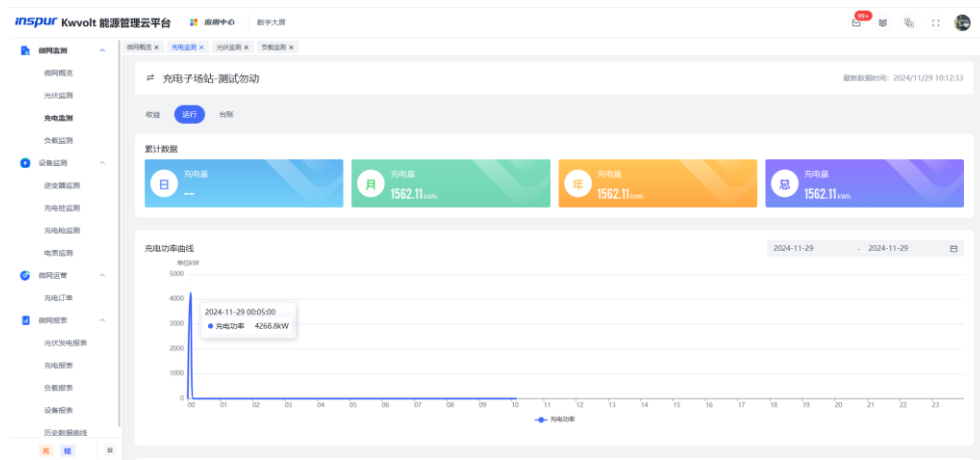 inspur Kwvolt 能源管理云平台 应用中心 数字大屏 99+
微网监测
微网概览
光伏监测
充电监测
负载监测
设备监测
逆变器监测
充电桩监测
充电枪监测
电表监测
微网运营
充电订单
微网报表
光伏发电报表
充电报表
负载报表
设备报表
历史数据曲线
光 储
微网概览 × 充电监测 × 光伏监测 × 负载监测 ×
充电子场站-测试勿动 最新数据时间: 2024/11/29 10:12:33
收益 运行 台账
累计数据
日 充电量 --
月 充电量 1562.11 kWh
年 充电量 1562.11 kWh
总 充电量 1562.11 kWh
充电功率曲线 2024-11-29 - 2024-11-29
单位kW
5000
4000
3000
2000
1000
0
2024-11-29 00:05:00
充电功率 4268.8kW
00 01 02 03 04 05 06 07 08 09 10 11 12 13 14 15 16 17 18 19 20 21 22 23
充电功率